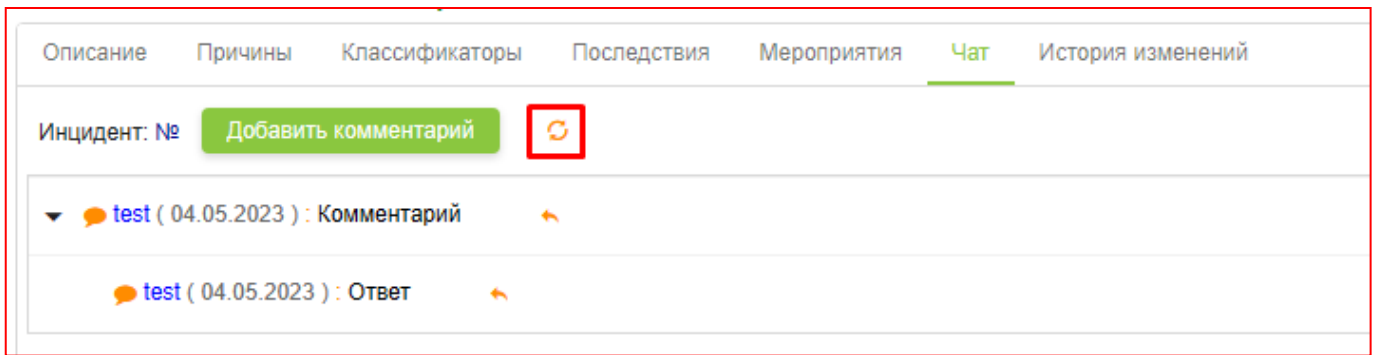 Описание Причины Классификаторы Последствия Мероприятия Чат История изменений
Инцидент: № Добавить комментарий
test ( 04.05.2023 ) : Комментарий
test ( 04.05.2023 ) : Ответ